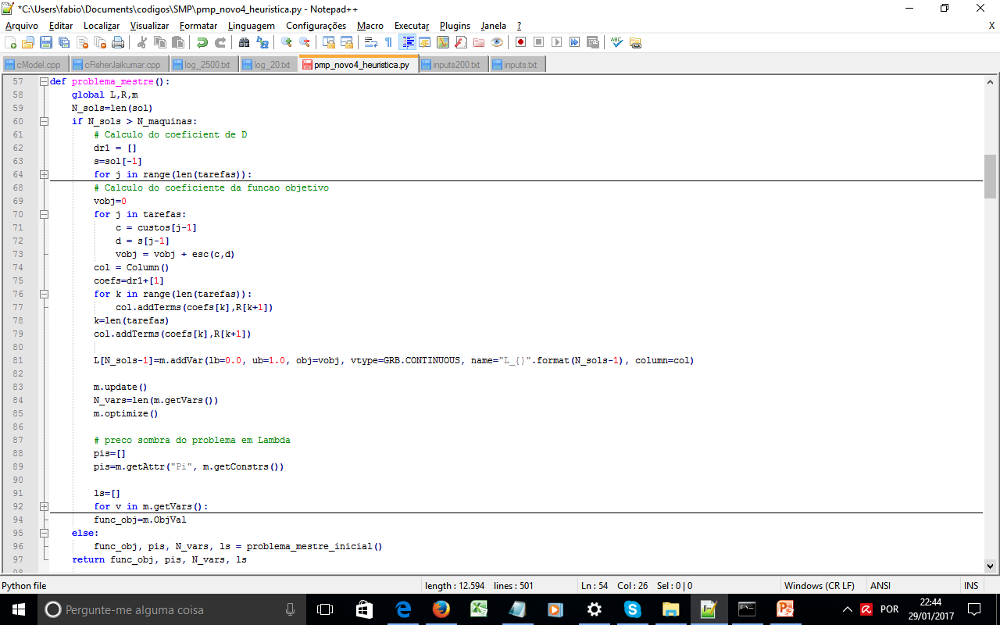 *C:\Users\fabio\Documents\codigos\SMP\pmp_novo4_heuristica.py - Notepad++
Arquivo Editar Localizar Visualizar Formatar Linguagem Configurações Macro Executar Plugins Janela ? X
cModel.cpp cFisherJaikumar.cpp log_2500.txt log_20.txt pmp_novo4_heuristica.py inputs200.txt inputs.txt
57 def problema_mestre():
58 global L,R,m
59 N_sols=len(sol)
60 if N_sols > N_maquinas:
61 # Calculo do coeficient de D
62 dr1 = []
63 s=sol[-1]
64 for j in range(len(tarefas)):
68 # Calculo do coeficiente da funcao objetivo
69 vobj=0
70 for j in tarefas:
71 c = custos[j-1]
72 d = s[j-1]
73 vobj = vobj + esc(c,d)
74 col = Column()
75 coefs=dr1+[1]
76 for k in range(len(tarefas)):
77 col.addTerms(coefs[k],R[k+1])
78 k=len(tarefas)
79 col.addTerms(coefs[k],R[k+1])
80
81 L[N_sols-1]=m.addVar(lb=0.0, ub=1.0, obj=vobj, vtype=GRB.CONTINUOUS, name="L_{}".format(N_sols-1), column=col)
82
83 m.update()
84 N_vars=len(m.getVars())
85 m.optimize()
86
87 # preco sombra do problema em Lambda
88 pis=[]
89 pis=m.getAttr("Pi", m.getConstrs())
90
91 ls=[]
92 for v in m.getVars():
94 func_obj=m.ObjVal
95 else:
96 func_obj, pis, N_vars, ls = problema_mestre_inicial()
97 return func_obj, pis, N_vars, ls
98
Python file length : 12.594 lines : 501 Ln : 54 Col : 26 Sel : 0 | 0 Windows (CR LF) ANSI INS
Pergunte-me alguma coisa POR 22:44
29/01/2017